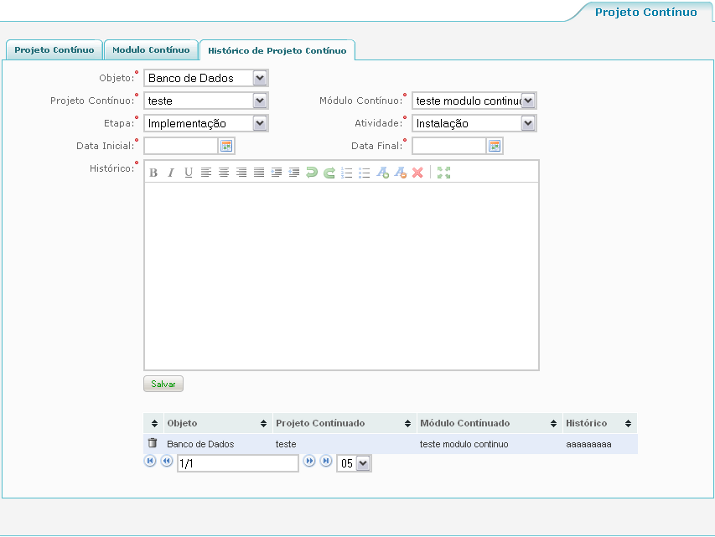 Projeto Contínuo
Projeto Contínuo Modulo Contínuo Histórico de Projeto Contínuo
Objeto:* Banco de Dados
Projeto Contínuo:* teste Módulo Contínuo:* teste modulo continu
Etapa:* Implementação Atividade:* Instalação
Data Inicial:* Data Final:*
Histórico:* B I U
Salvar
Objeto Projeto Contínuado Módulo Contínuado Histórico
Banco de Dados teste teste modulo continuo aaaaaaaaa
1/1 05